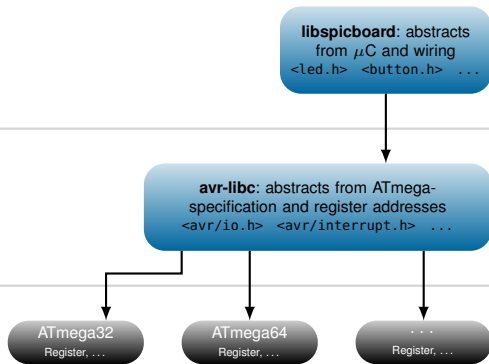 libspicboard: abstracts
from μC and wiring
<led.h> <button.h> ...
avr-libc: abstracts from ATmega-
specification and register addresses
<avr/io.h> <avr/interrupt.h> ...
ATmega32
Register, ...
ATmega64
Register, ...
...
Register, ...